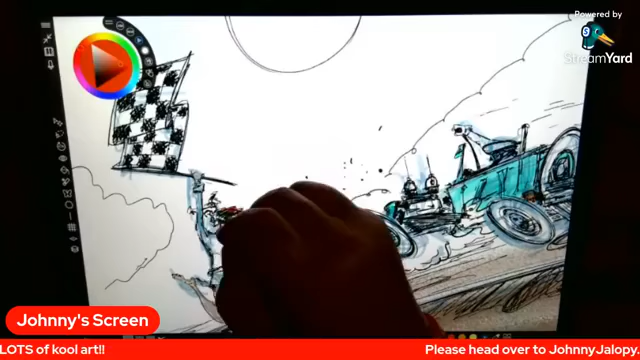 Powered by
StreamYard
Johnny's Screen
LOTS of kool art!!
Please head over to JohnnyJalopy.